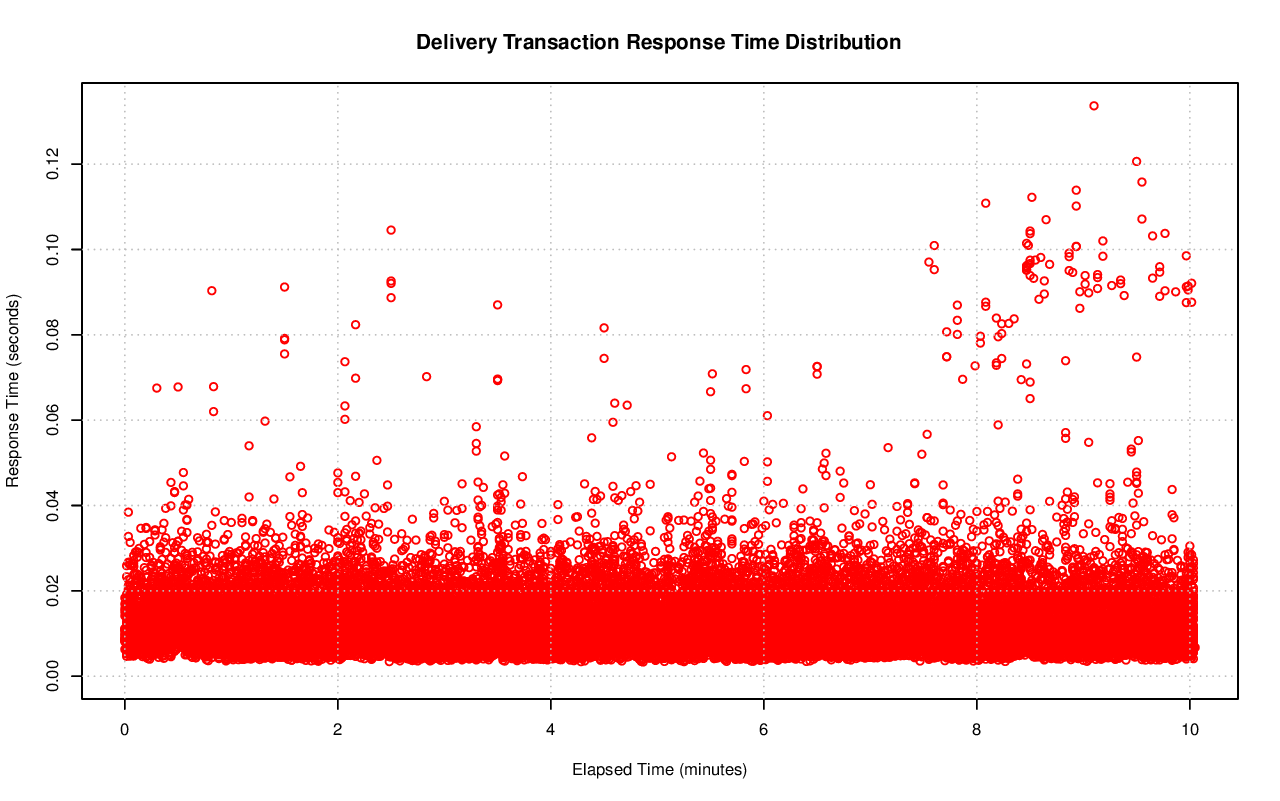 Delivery Transaction Response Time Distribution
Response Time (seconds)
0.12
0.10
0.08
0.06
0.04
0.02
0.00
0 2 4 6 8 10
Elapsed Time (minutes)